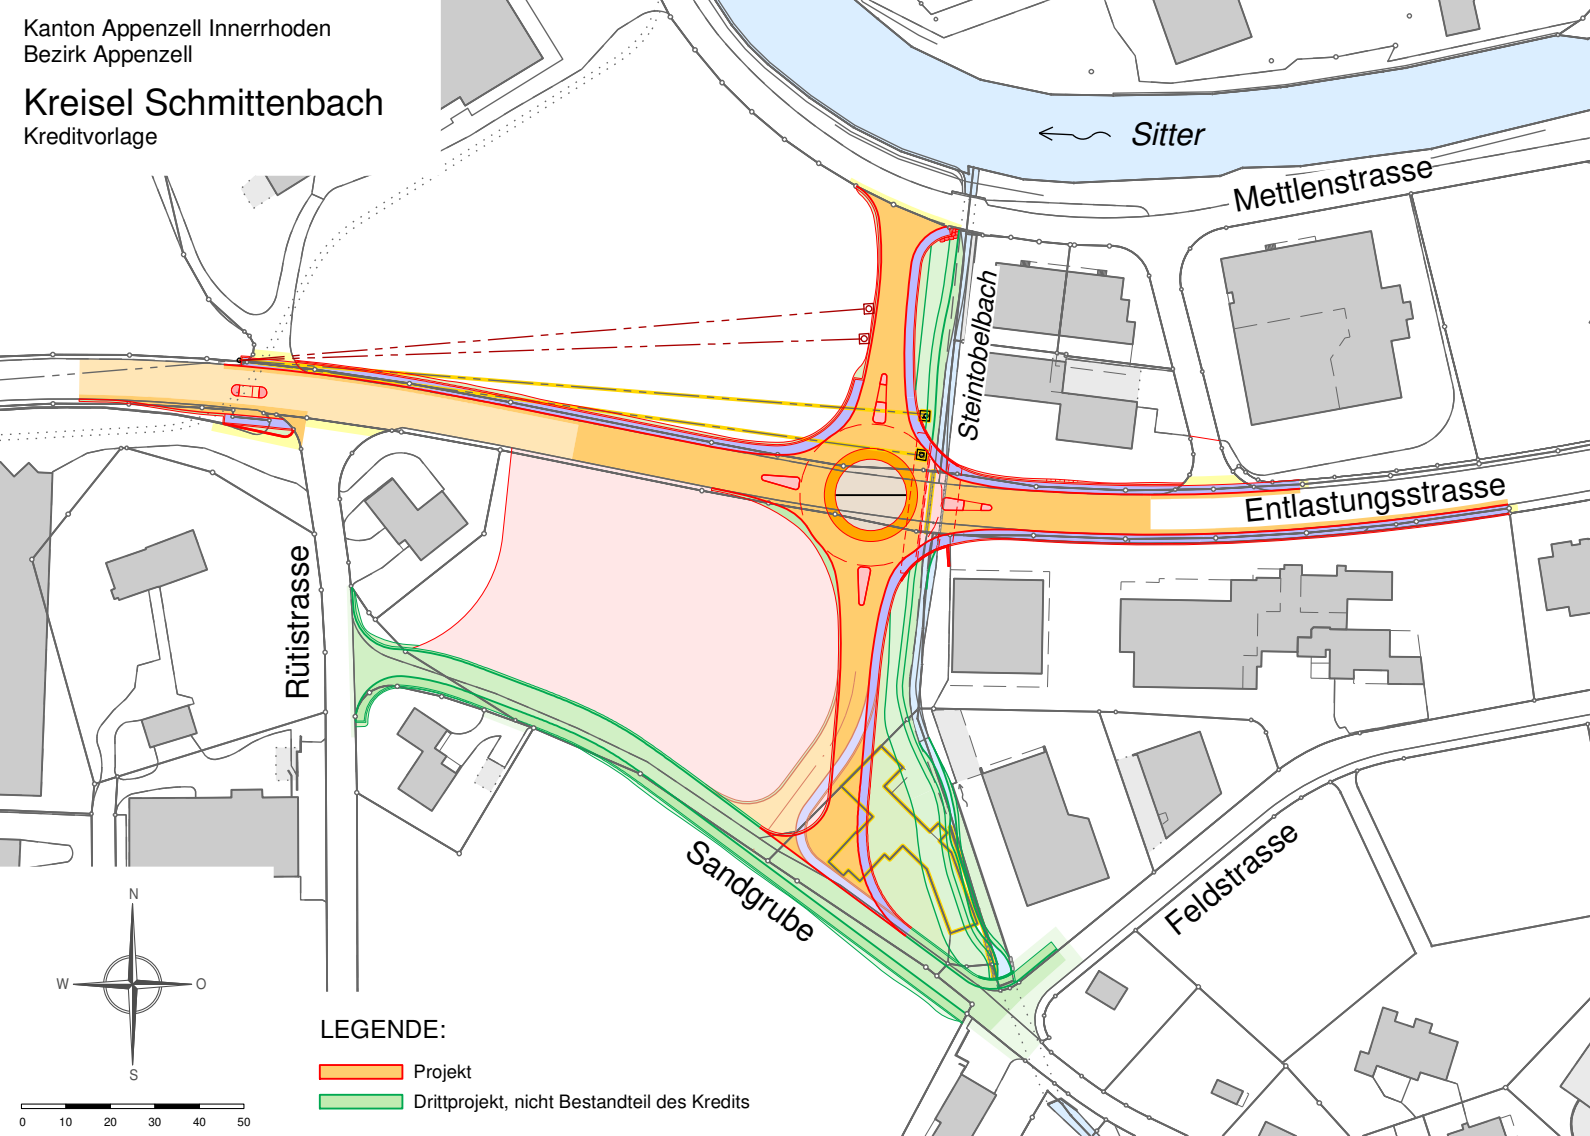 Kanton Appenzell Innerrhoden
Bezirk Appenzell
Kreisel Schmittenbach
Kreditvorlage
Sitter
Mettlenstrasse
Steintobelbach
Entlastungsstrasse
Rütistrasse
Sandgrube
Feldstrasse
N
W
O
S
0 10 20 30 40 50
LEGENDE:
Projekt
Drittprojekt, nicht Bestandteil des Kredits